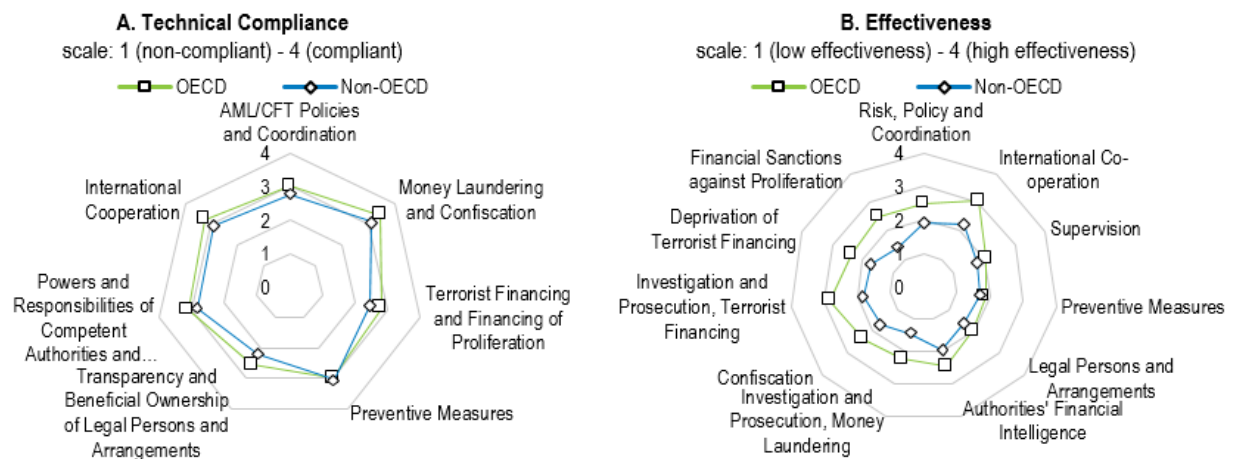 A. Technical Compliance
scale: 1 (non-compliant) - 4 (compliant)
OECD
Non-OECD
AML/CFT Policies
and Coordination
4
3
2
1
0
Money Laundering
and Confiscation
Terrorist Financing
and Financing of
Proliferation
Preventive Measures
Transparency and
Beneficial Ownership
of Legal Persons and
Arrangements
Powers and
Responsibilities of
Competent
Authorities and...
International
Cooperation
B. Effectiveness
scale: 1 (low effectiveness) - 4 (high effectiveness)
OECD
Non-OECD
Risk, Policy and
Coordination
4
3
2
1
0
International Co-
operation
Supervision
Preventive Measures
Legal Persons and
Arrangements
Authorities' Financial
Intelligence
Investigation and
Prosecution, Money
Laundering
Confiscation
Investigation and
Prosecution, Terrorist
Financing
Deprivation of
Terrorist Financing
Financial Sanctions
against Proliferation